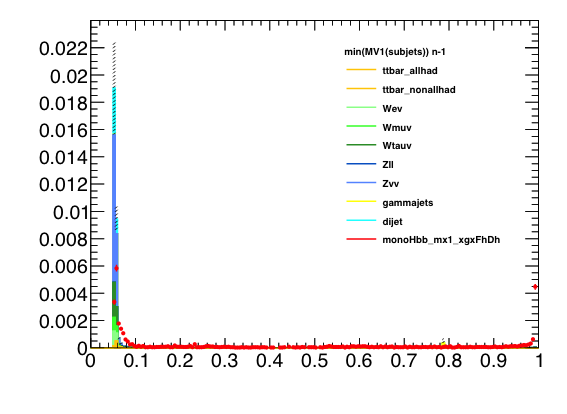 min(MV1(subjets)) n-1
ttbar_allhad
ttbar_nonallhad
Wev
Wmuv
Wtauv
Zll
Zvv
gammajets
dijet
monoHbb_mx1_xgxFhDh
0.022
0.02
0.018
0.016
0.014
0.012
0.01
0.008
0.006
0.004
0.002
0
0 0.1 0.2 0.3 0.4 0.5 0.6 0.7 0.8 0.9 1